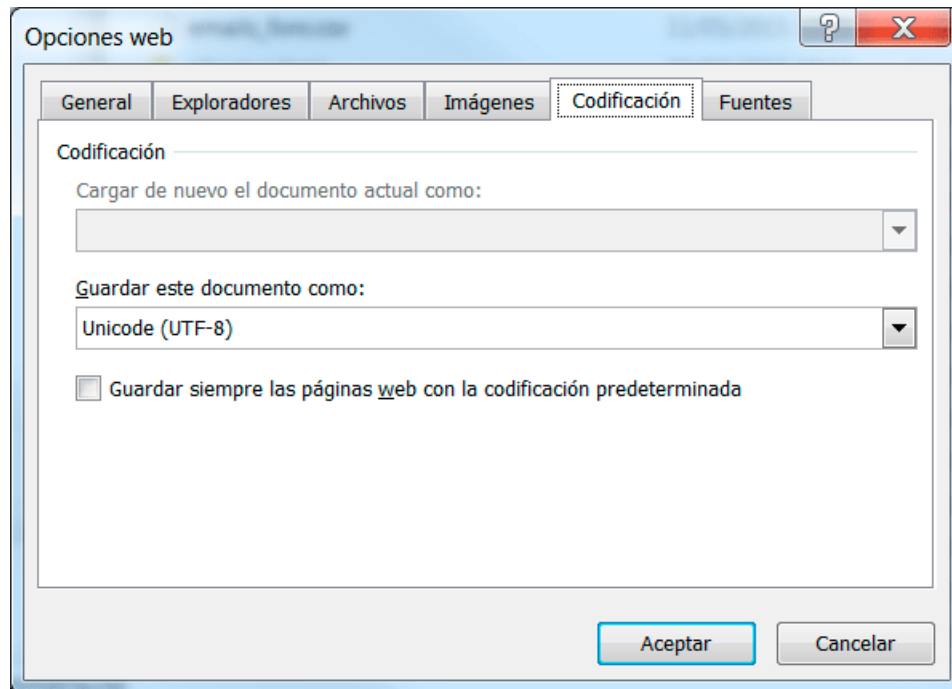 Opciones web
General Exploradores Archivos Imágenes Codificación Fuentes
Codificación
Cargar de nuevo el documento actual como:
Guardar este documento como:
Unicode (UTF-8)
Guardar siempre las páginas web con la codificación predeterminada
Aceptar Cancelar